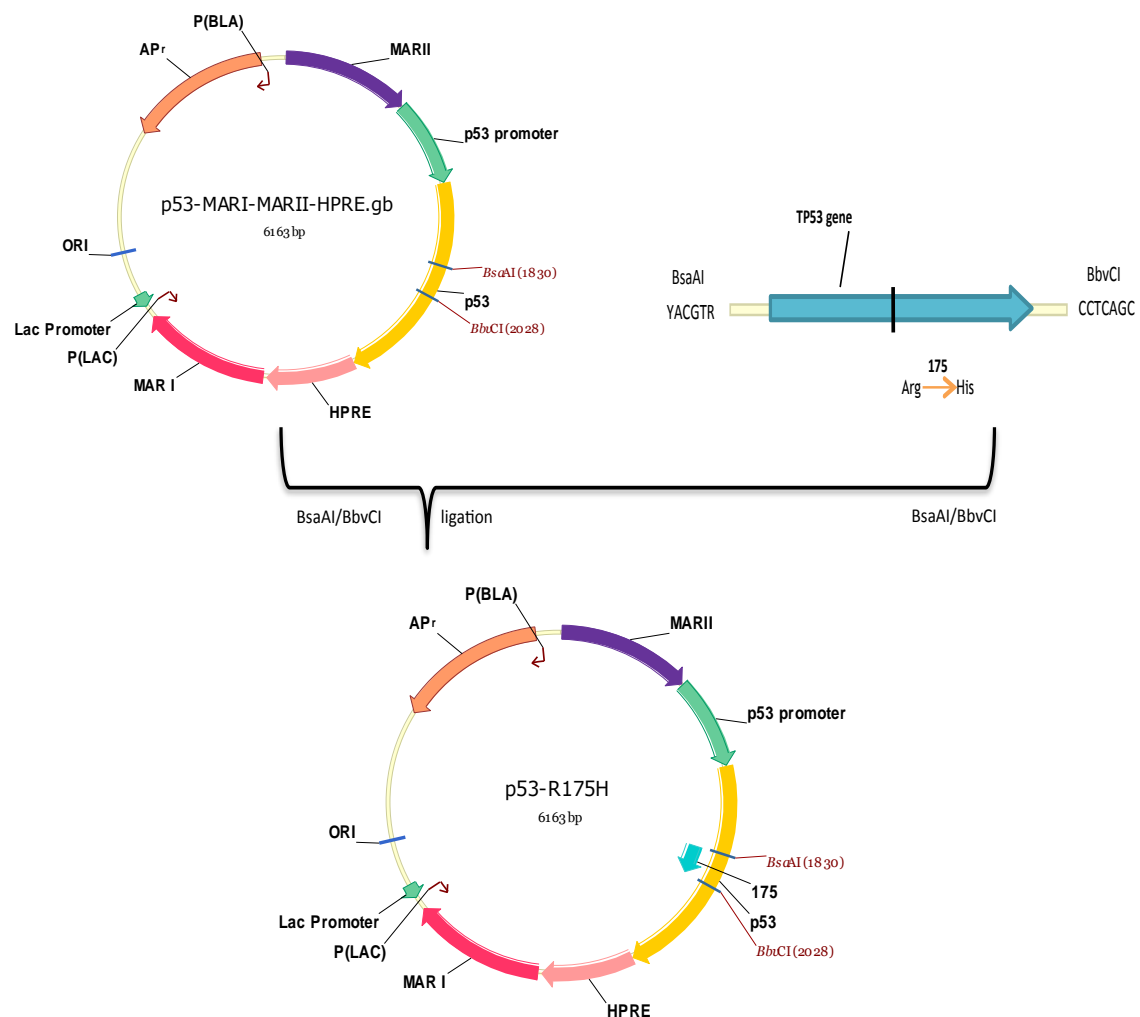 P(BLA)
APr
MARII
p53 promoter
p53-MARI-MARII-HPRE.gb
6163 bp
ORI
BsaAI (1830)
p53
BbvCI (2028)
Lac Promoter
P(LAC)
MAR I
HPRE
TP53 gene
BsaAI
BbvCI
YACGTR
CCTCAGC
175
Arg
His
BsaAI/BbvCI
ligation
BsaAI/BbvCI
P(BLA)
APr
MARII
p53 promoter
p53-R175H
6163 bp
ORI
BsaAI (1830)
175
p53
BbvCI (2028)
Lac Promoter
P(LAC)
MAR I
HPRE